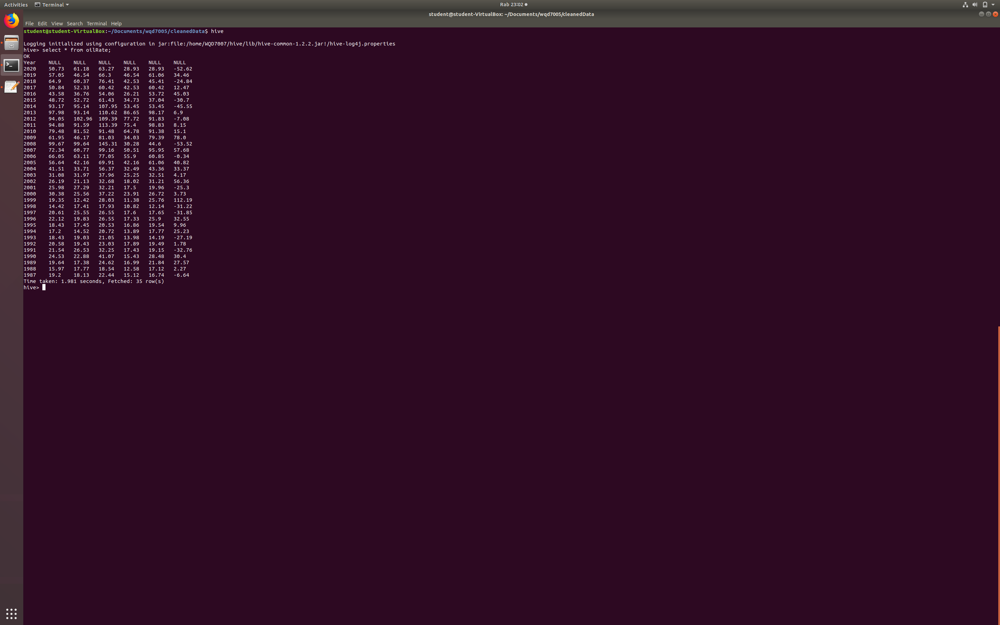 Activities Terminal Rab 23:02
student@student-VirtualBox: ~/Documents/wqd7005/cleanedData
File Edit View Search Terminal Help
student@student-VirtualBox:~/Documents/wqd7005/cleanedData$ hive
Logging initialized using configuration in jar:file:/home/WQD7007/hive/lib/hive-common-1.2.2.jar!/hive-log4j.properties
hive> select * from oilRate;
OK
Year NULL NULL NULL NULL NULL NULL
2020 50.73 61.18 63.27 28.93 28.93 -52.62
2019 57.05 46.54 66.3 46.54 61.06 34.46
2018 64.9 60.37 76.41 42.53 45.41 -24.84
2017 50.84 52.33 60.42 42.53 60.42 12.47
2016 43.58 36.76 54.06 26.21 53.72 45.03
2015 48.72 52.72 61.43 34.73 37.04 -30.7
2014 93.17 95.14 107.95 53.45 53.45 -45.55
2013 97.98 93.14 110.62 86.65 98.17 6.9
2012 94.05 102.96 109.39 77.72 91.83 -7.08
2011 94.88 91.59 113.39 75.4 98.83 8.15
2010 79.48 81.52 91.48 64.78 91.38 15.1
2009 61.95 46.17 81.03 34.03 79.39 78.0
2008 99.67 99.64 145.31 30.28 44.6 -53.52
2007 72.34 60.77 99.16 50.51 95.95 57.68
2006 66.05 63.11 77.05 55.9 60.85 -0.34
2005 56.64 42.16 69.91 42.16 61.06 40.82
2004 41.51 33.71 56.37 32.49 43.36 33.37
2003 31.08 31.97 37.96 25.25 32.51 4.17
2002 26.19 21.13 32.68 18.02 31.21 56.36
2001 25.98 27.29 32.21 17.5 19.96 -25.3
2000 30.38 25.56 37.22 23.91 26.72 3.73
1999 19.35 12.42 28.03 11.38 25.76 112.19
1998 14.42 17.41 17.93 10.82 12.14 -31.22
1997 20.61 25.55 26.55 17.6 17.65 -31.85
1996 22.12 19.83 26.55 17.33 25.9 32.55
1995 18.43 17.45 20.53 16.86 19.54 9.96
1994 17.2 14.52 20.72 13.89 17.77 25.23
1993 18.43 19.03 21.05 13.98 14.19 -27.19
1992 20.58 19.43 23.03 17.89 19.49 1.78
1991 21.54 26.53 32.25 17.43 19.15 -32.76
1990 24.53 22.88 41.07 15.43 28.48 30.4
1989 19.64 17.38 24.62 16.99 21.84 27.57
1988 15.97 17.77 18.54 12.58 17.12 2.27
1987 19.2 18.13 22.44 15.12 16.74 -6.64
Time taken: 1.981 seconds, Fetched: 35 row(s)
hive>